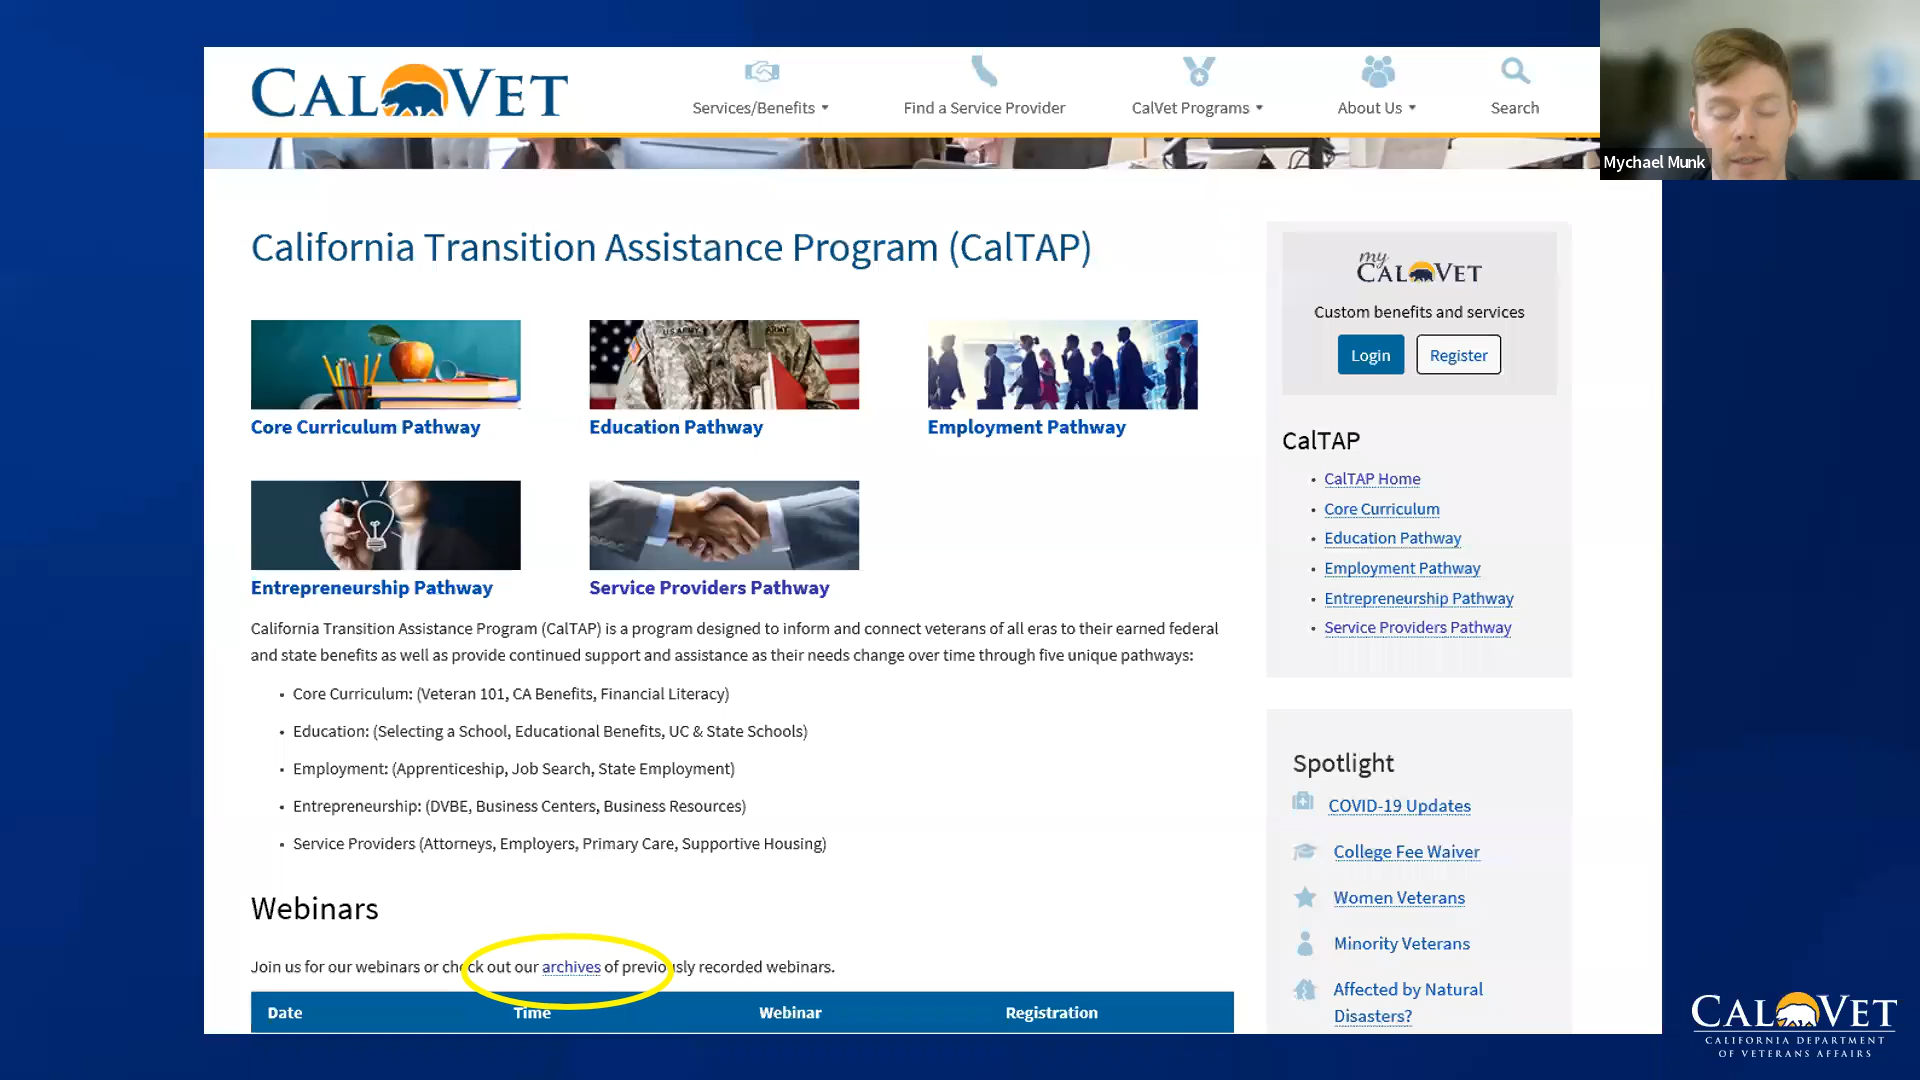 CALVET
Services/Benefits
Find a Service Provider
CalVet Programs
About Us
Search
Mychael Munk
California Transition Assistance Program (CalTAP)
U.S. ARMY
ARMY
Core Curriculum Pathway
Education Pathway
Employment Pathway
Entrepreneurship Pathway
Service Providers Pathway
California Transition Assistance Program (CalTAP) is a program designed to inform and connect veterans of all eras to their earned federal
and state benefits as well as provide continued support and assistance as their needs change over time through five unique pathways:
Core Curriculum: (Veteran 101, CA Benefits, Financial Literacy)
Education: (Selecting a School, Educational Benefits, UC & State Schools)
Employment: (Apprenticeship, Job Search, State Employment)
Entrepreneurship: (DVBE, Business Centers, Business Resources)
Service Providers (Attorneys, Employers, Primary Care, Supportive Housing)
Webinars
Join us for our webinars or check out our archives of previously recorded webinars.
Date Time Webinar Registration
my
CALVET
Custom benefits and services
Login
Register
CalTAP
CalTAP Home
Core Curriculum
Education Pathway
Employment Pathway
Entrepreneurship Pathway
Service Providers Pathway
Spotlight
COVID-19 Updates
College Fee Waiver
Women Veterans
Minority Veterans
Affected by Natural
Disasters?
CALVET
CALIFORNIA DEPARTMENT
OF VETERANS AFFAIRS